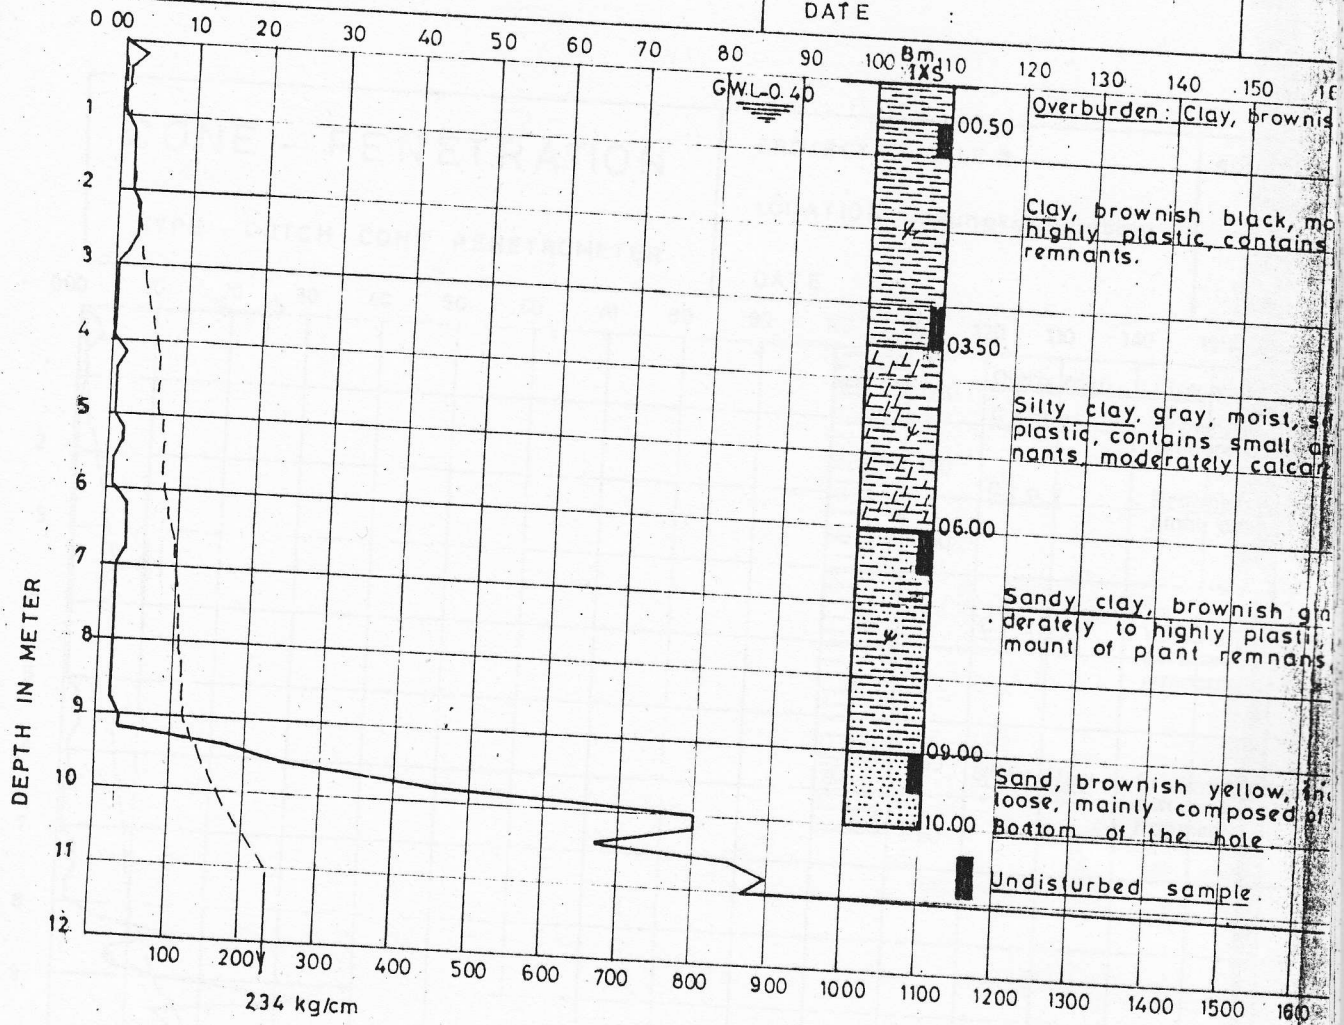 DATE :
0 00 10 20 30 40 50 60 70 80 90 100 110 120 130 140 150
Bm
IXS
G.W.L-0.40
1
2
3
4
5
6
7
8
9
10
11
12
DEPTH IN METER
00.50
03.50
06.00
09.00
10.00
Overburden: Clay, brownis
Clay, brownish black, mo
highly plastic, contains
remnants.
Silty clay, gray, moist, s
plastic, contains small am
nants, moderately calcar
Sandy clay, brownish gra
derately to highly plasti
mount of plant remnans,
Sand, brownish yellow,
loose, mainly composed of
Bottom of the hole.
Undisturbed sample.
100 200 300 400 500 600 700 800 900 1000 1100 1200 1300 1400 1500 160
234 kg/cm